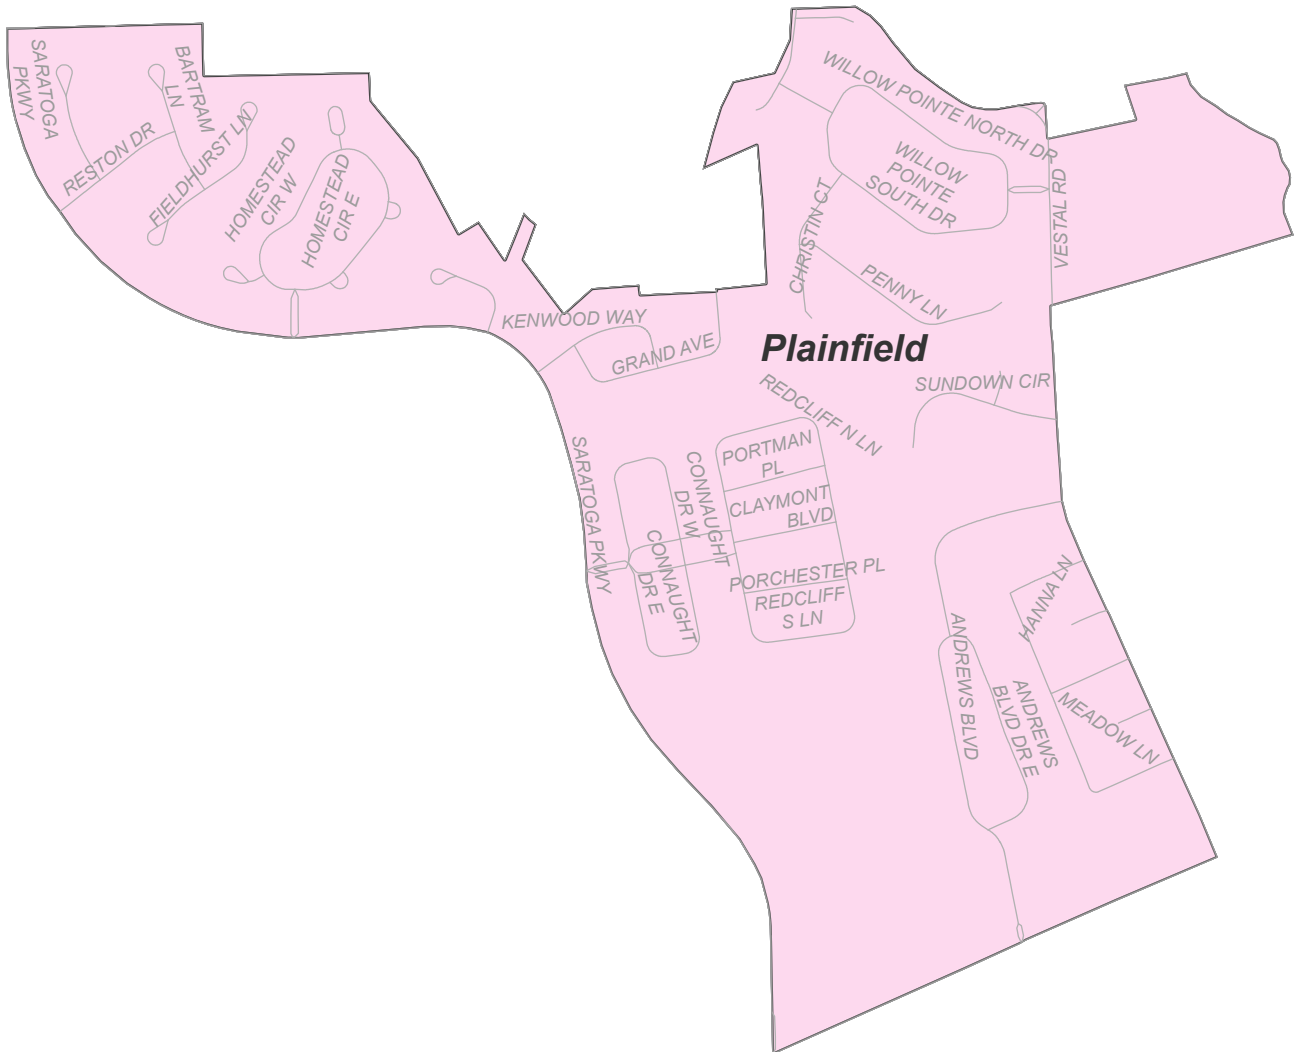 SARATOGA
PKWY
BARTRAM
LN
RESTON DR
FIELDHURST LN
HOMESTEAD
CIR W
HOMESTEAD
CIR E
WILLOW POINTE NORTH DR
WILLOW
POINTE
SOUTH DR
CHRISTIN CT
VESTAL RD
PENNY LN
KENWOOD WAY
GRAND AVE
Plainfield
SUNDOWN CIR
REDCLIFF N LN
SARATOGA PKWY
CONNAUGHT
DR W
CONNAUGHT
DR E
PORTMAN
PL
CLAYMONT
BLVD
PORCHESTER PL
REDCLIFF
S LN
HANNA LN
ANDREWS BLVD
ANDREWS
BLVD DR E
MEADOW LN